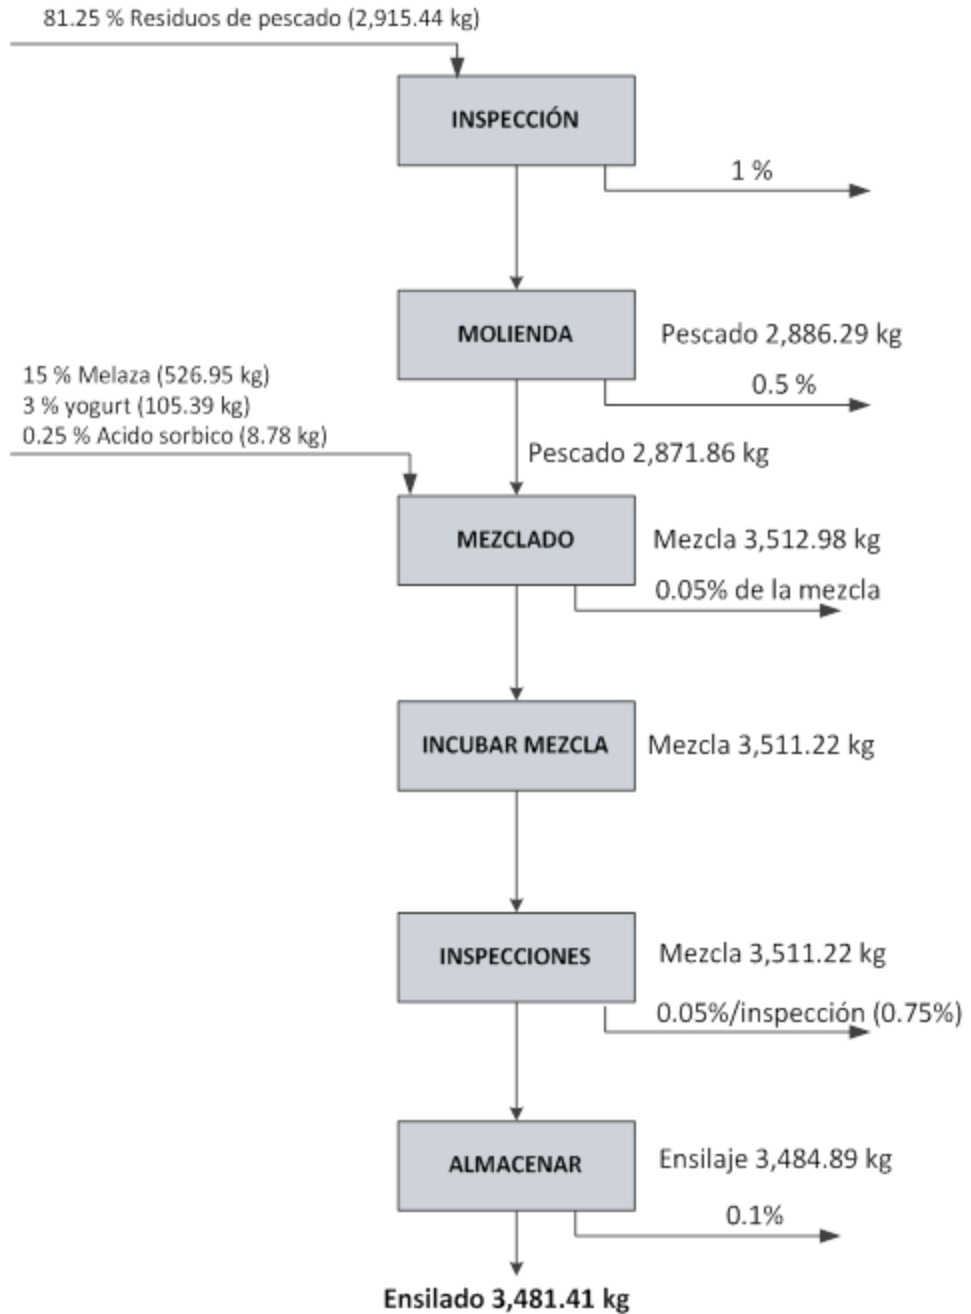 81.25 % Residuos de pescado (2,915.44 kg)
INSPECCIÓN
1 %
MOLIENDA
Pescado 2,886.29 kg
0.5 %
15 % Melaza (526.95 kg)
3 % yogurt (105.39 kg)
0.25 % Acido sorbico (8.78 kg)
Pescado 2,871.86 kg
MEZCLADO
Mezcla 3,512.98 kg
0.05% de la mezcla
INCUBAR MEZCLA
Mezcla 3,511.22 kg
INSPECCIONES
Mezcla 3,511.22 kg
0.05%/inspección (0.75%)
ALMACENAR
Ensilaje 3,484.89 kg
0.1%
Ensilado 3,481.41 kg